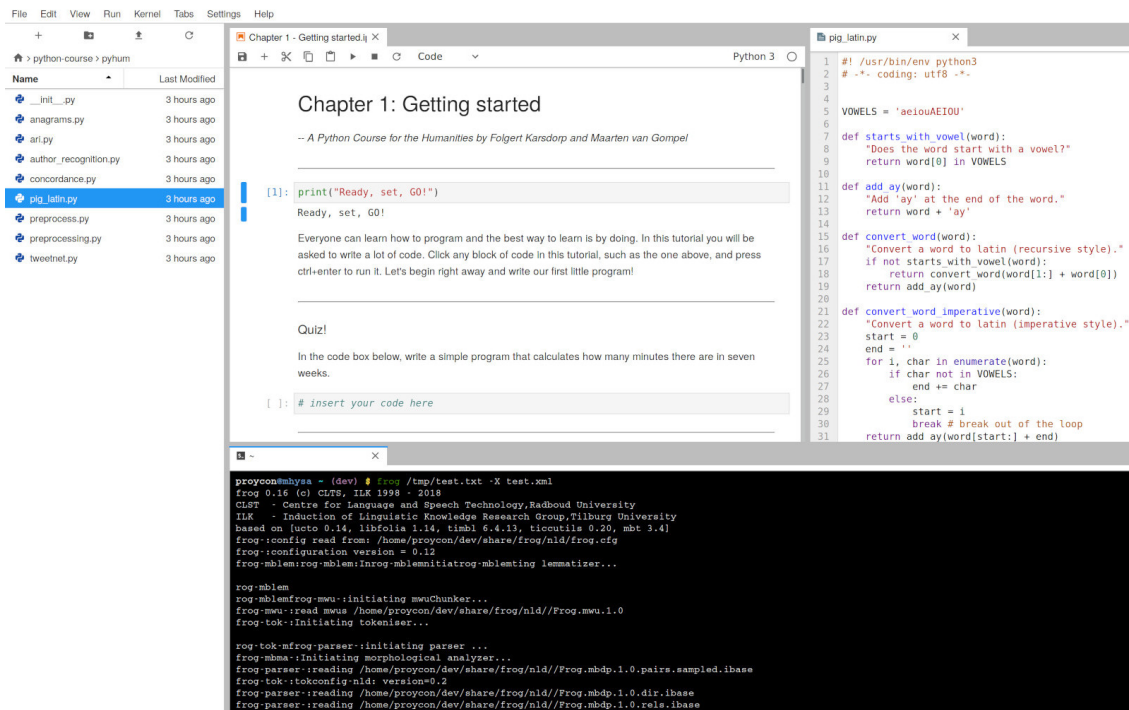 File Edit View Run Kernel Tabs Settings Help
> python-course > pyhum
Name Last Modified
__init__.py 3 hours ago
anagrams.py 3 hours ago
ari.py 3 hours ago
author_recognition.py 3 hours ago
concordance.py 3 hours ago
pig_latin.py 3 hours ago
preprocess.py 3 hours ago
preprocessing.py 3 hours ago
tweetnet.py 3 hours ago
Chapter 1 - Getting started.i
Code Python 3
Chapter 1: Getting started
-- A Python Course for the Humanities by Folgert Karsdorp and Maarten van Gompel
[1]: print("Ready, set, GO!")
Ready, set, GO!
Everyone can learn how to program and the best way to learn is by doing. In this tutorial you will be
asked to write a lot of code. Click any block of code in this tutorial, such as the one above, and press
ctrl+enter to run it. Let's begin right away and write our first little program!
Quiz!
In the code box below, write a simple program that calculates how many minutes there are in seven
weeks.
[ ]: # insert your code here
pig_latin.py
1 #! /usr/bin/env python3
2 # -*- coding: utf8 -*-
3
4
5 VOWELS = 'aeiouAEIOU'
6
7 def starts_with_vowel(word):
8     "Does the word start with a vowel?"
9     return word[0] in VOWELS
10
11 def add_ay(word):
12     "Add 'ay' at the end of the word."
13     return word + 'ay'
14
15 def convert_word(word):
16     "Convert a word to latin (recursive style)."
17     if not starts_with_vowel(word):
18         return convert_word(word[1:] + word[0])
19     return add_ay(word)
20
21 def convert_word_imperative(word):
22     "Convert a word to latin (imperative style)."
23     start = 0
24     end = ''
25     for i, char in enumerate(word):
26         if char not in VOWELS:
27             end += char
28         else:
29             start = i
30             break # break out of the loop
31     return add_ay(word[start:] + end)
~
proycon@mhysa ~ (dev) $ frog /tmp/test.txt -X test.xml
frog 0.16 (c) CLTS, ILK 1998 - 2018
CLST - Centre for Language and Speech Technology,Radboud University
ILK - Induction of Linguistic Knowledge Research Group,Tilburg University
based on [ucto 0.14, libfolia 1.14, timbl 6.4.13, ticcutils 0.20, mbt 3.4]
frog-:config read from: /home/proycon/dev/share/frog/nld/frog.cfg
frog-:configuration version = 0.12
frog-mblem:rog-mblem:Inrog-mblemnitiatrog-mblemting lemmatizer...
rog-mblem
rog-mblemfrog-mwu-:initiating mwuChunker...
frog-mwu-:read mwus /home/proycon/dev/share/frog/nld//Frog.mwu.1.0
frog-tok-:Initiating tokeniser...
rog-tok-mfrog-parser-:initiating parser ...
frog-mbma-:Initiating morphological analyzer...
frog-parser-:reading /home/proycon/dev/share/frog/nld//Frog.mbdp.1.0.pairs.sampled.ibase
frog-tok-:tokconfig-nld: version=0.2
frog-parser-:reading /home/proycon/dev/share/frog/nld//Frog.mbdp.1.0.dir.ibase
frog-parser-:reading /home/proycon/dev/share/frog/nld//Frog.mbdp.1.0.rels.ibase